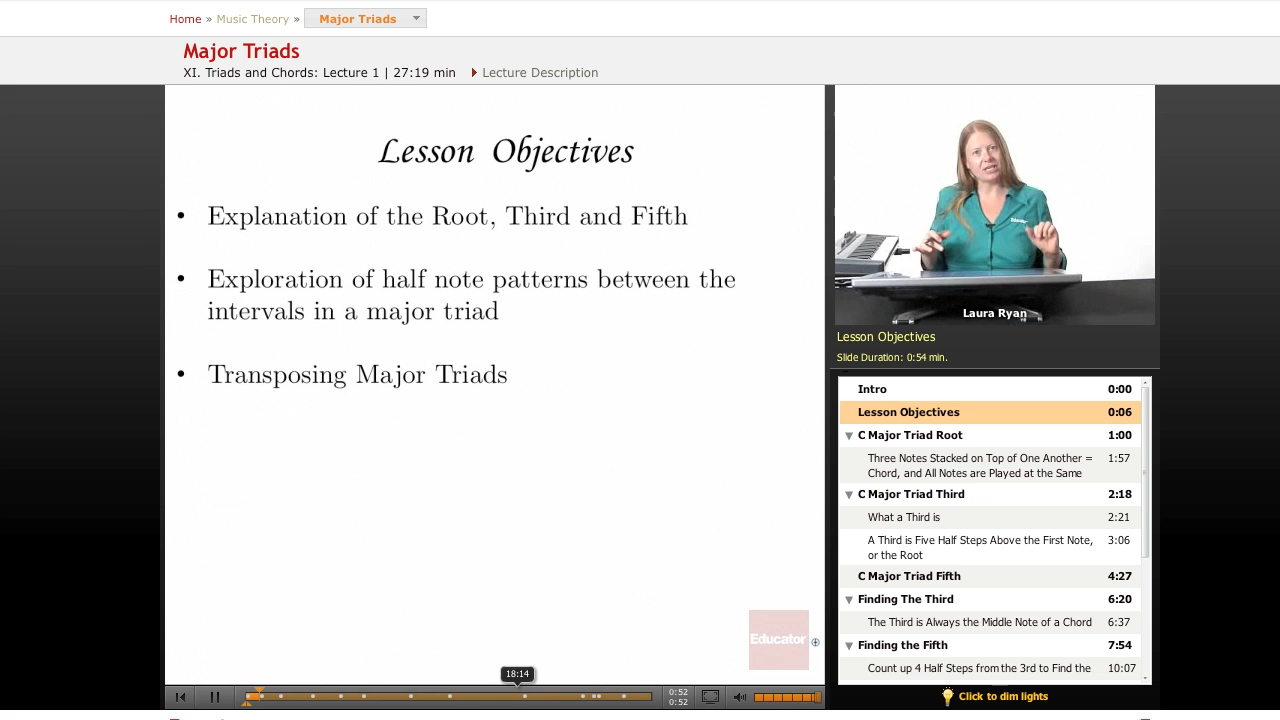 Home » Music Theory » Major Triads
Major Triads
XI. Triads and Chords: Lecture 1 | 27:19 min Lecture Description
Lesson Objectives
• Explanation of the Root, Third and Fifth
• Exploration of half note patterns between the
intervals in a major triad
• Transposing Major Triads
Educator
18:14
0:52
0:52
Laura Ryan
Lesson Objectives
Slide Duration: 0:54 min.
Intro 0:00
Lesson Objectives 0:06
C Major Triad Root 1:00
Three Notes Stacked on Top of One Another = 1:57
Chord, and All Notes are Played at the Same
C Major Triad Third 2:18
What a Third is 2:21
A Third is Five Half Steps Above the First Note, 3:06
or the Root
C Major Triad Fifth 4:27
Finding The Third 6:20
The Third is Always the Middle Note of a Chord 6:37
Finding the Fifth 7:54
Count up 4 Half Steps from the 3rd to Find the 10:07
Click to dim lights